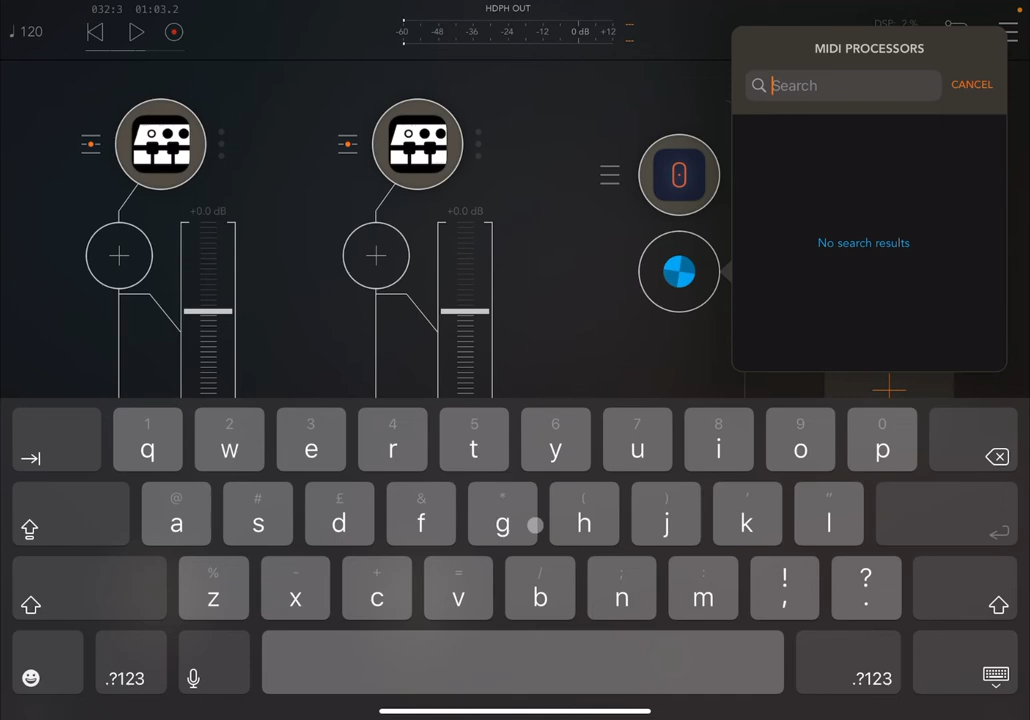 032:3 01:03.2
HDPH OUT
♩ 120
-60 -48 -36 -24 -12 0 dB +12
DSP: 2 %
MIDI PROCESSORS
Search
CANCEL
No search results
+0.0 dB
+0.0 dB
1 2 3 4 5 6 7 8 9 0
q w e r t y u i o p
@ # £ & * ( ) ' "
a s d f g h j k l
% - + = / ; : ! ?
z x c v b n m , .
.?123 .?123